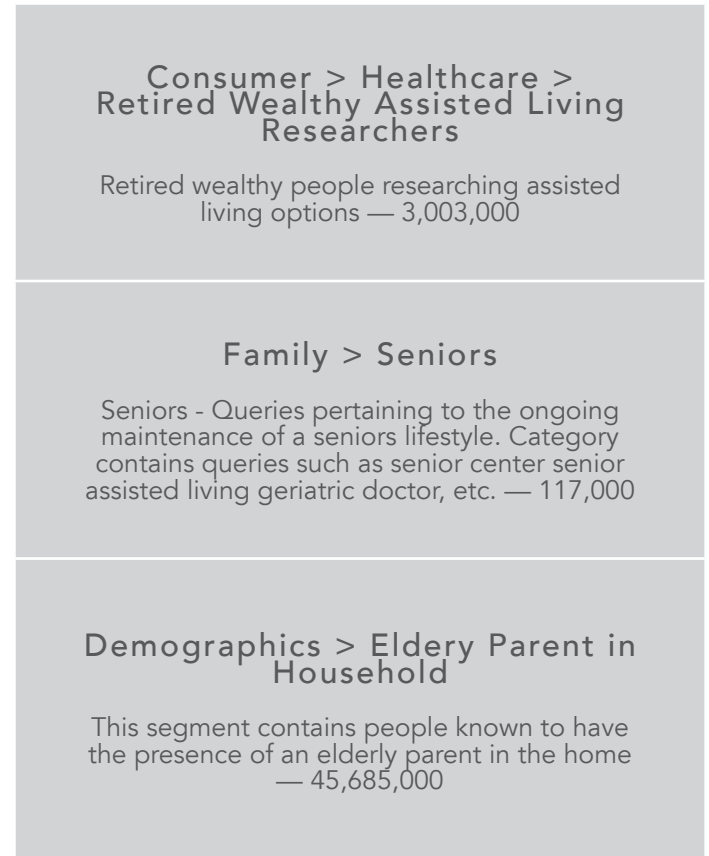 Consumer > Healthcare >
Retired Wealthy Assisted Living
Researchers
Retired wealthy people researching assisted
living options — 3,003,000
Family > Seniors
Seniors - Queries pertaining to the ongoing
maintenance of a seniors lifestyle. Category
contains queries such as senior center senior
assisted living geriatric doctor, etc. — 117,000
Demographics > Eldery Parent in
Household
This segment contains people known to have
the presence of an elderly parent in the home
— 45,685,000